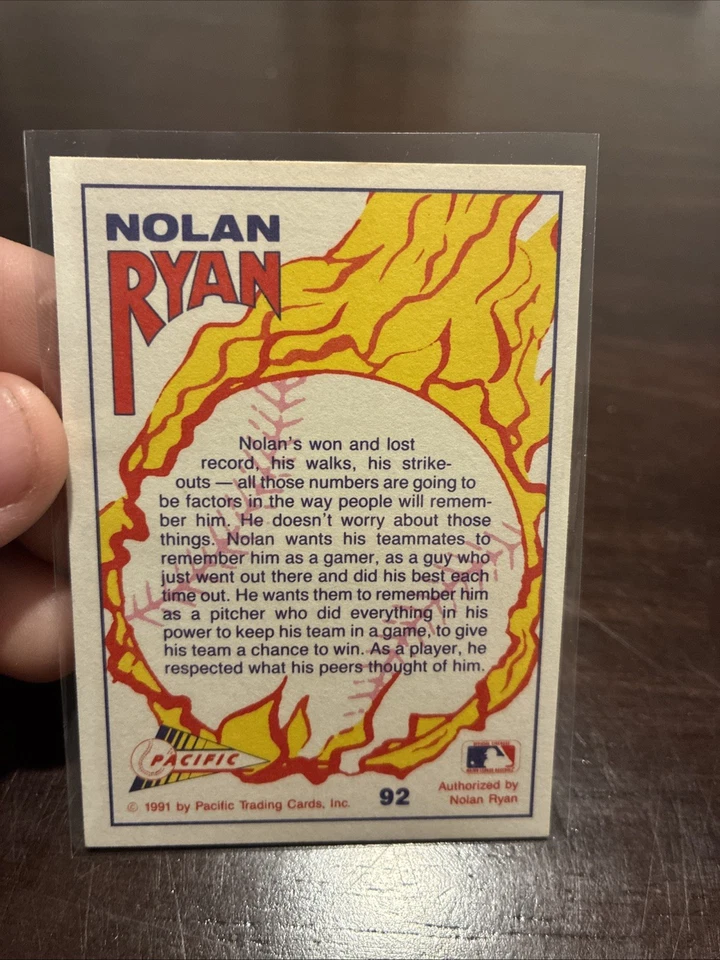 NOLAN
RYAN
Nolan's won and lost
record, his walks, his strike-
outs — all those numbers are going to
be factors in the way people will remem-
ber him. He doesn't worry about those
things. Nolan wants his teammates to
remember him as a gamer, as a guy who
just went out there and did his best each
time out. He wants them to remember him
as a pitcher who did everything in his
power to keep his team in a game, to give
his team a chance to win. As a player, he
respected what his peers thought of him.
PACIFIC
© 1991 by Pacific Trading Cards, Inc.
92
Authorized by
Nolan Ryan